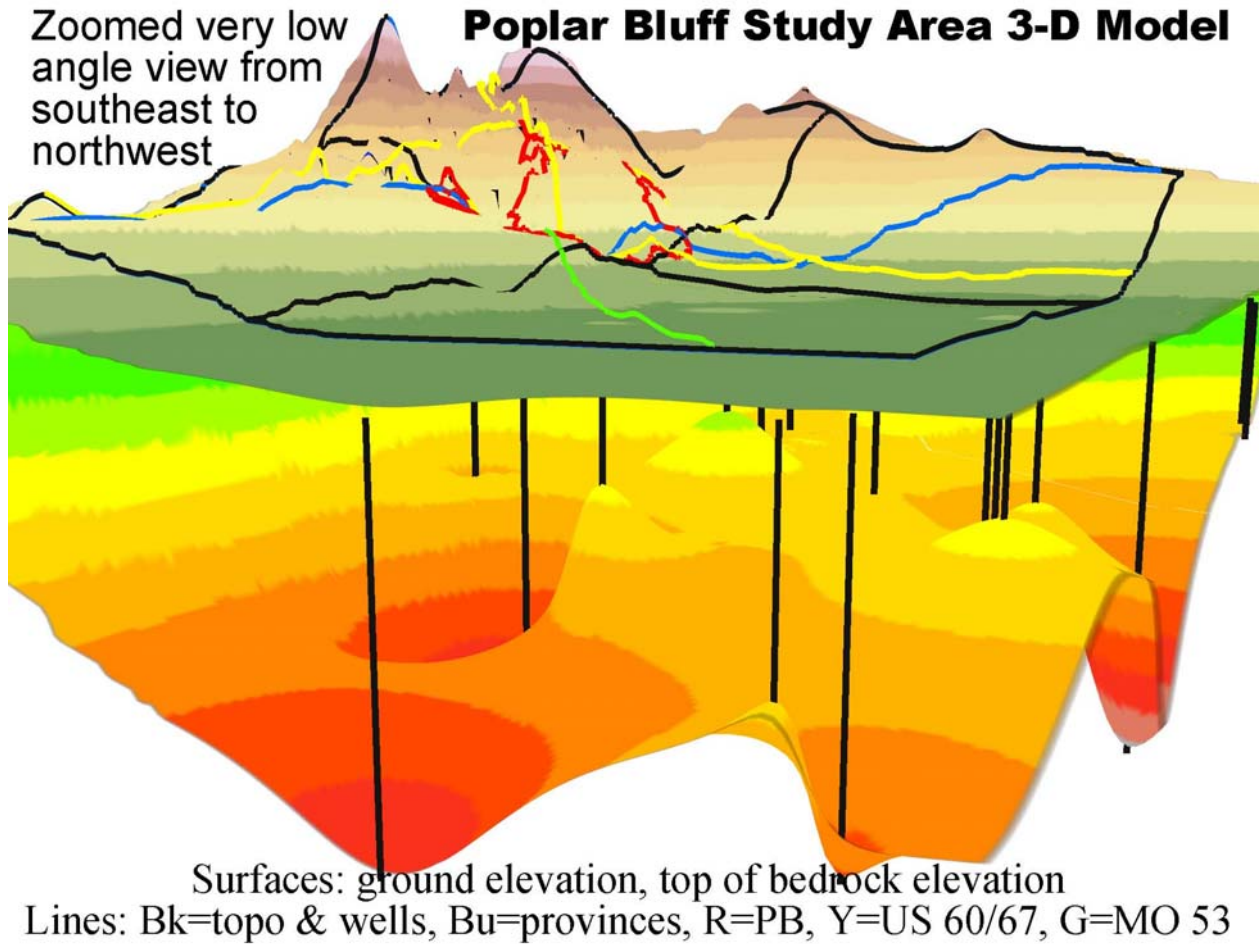 Zoomed very low
angle view from
southeast to
northwest
Poplar Bluff Study Area 3-D Model
Surfaces: ground elevation, top of bedrock elevation
Lines: Bk=topo & wells, Bu=provinces, R=PB, Y=US 60/67, G=MO 53